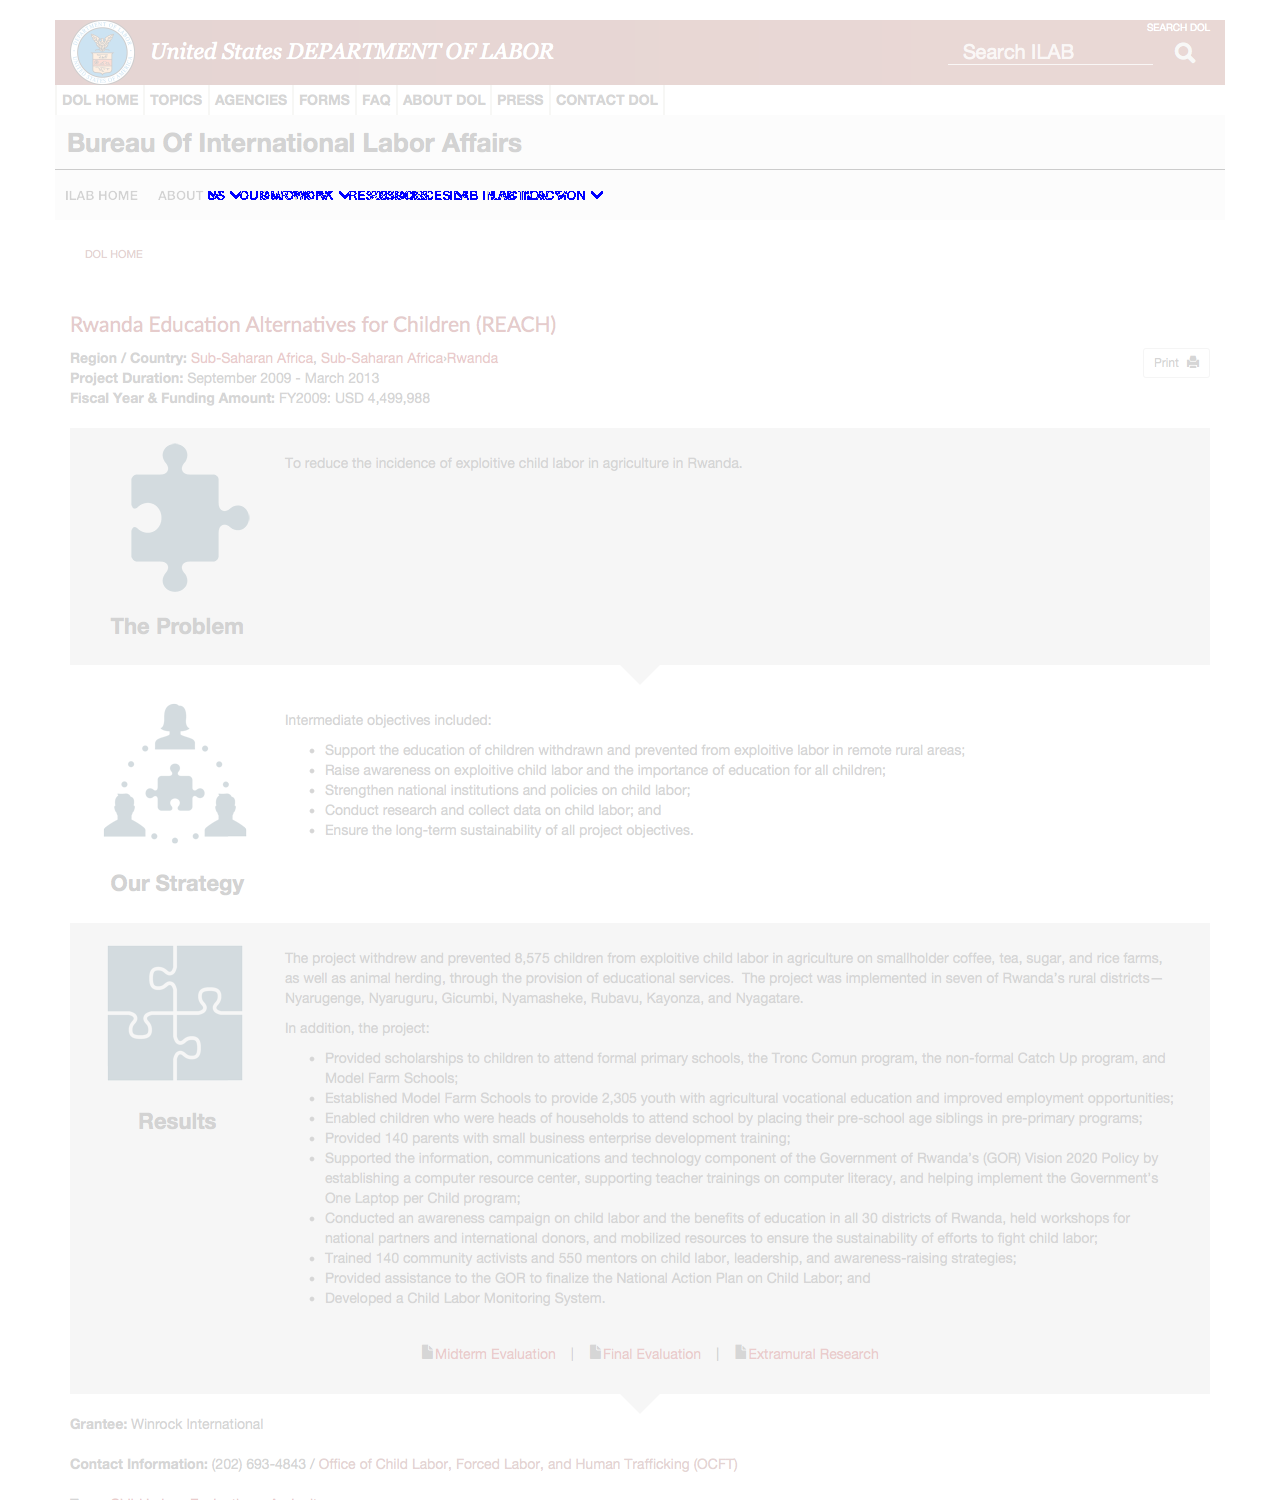 SEARCH DOL
United States DEPARTMENT OF LABOR
Search ILAB
DOL HOME TOPICS AGENCIES FORMS FAQ ABOUT DOL PRESS CONTACT DOL
Bureau Of International Labor Affairs
ILAB HOME ABOUT
DOL HOME
Rwanda Education Alternatives for Children (REACH)
Region / Country: Sub-Saharan Africa, Sub-Saharan Africa›Rwanda
Print
Project Duration: September 2009 - March 2013
Fiscal Year & Funding Amount: FY2009: USD 4,499,988
To reduce the incidence of exploitive child labor in agriculture in Rwanda.
The Problem
Intermediate objectives included:
• Support the education of children withdrawn and prevented from exploitive labor in remote rural areas;
• Raise awareness on exploitive child labor and the importance of education for all children;
• Strengthen national institutions and policies on child labor;
• Conduct research and collect data on child labor; and
• Ensure the long-term sustainability of all project objectives.
Our Strategy
The project withdrew and prevented 8,575 children from exploitive child labor in agriculture on smallholder coffee, tea, sugar, and rice farms,
as well as animal herding, through the provision of educational services. The project was implemented in seven of Rwanda's rural districts—
Nyarugenge, Nyaruguru, Gicumbi, Nyamasheke, Rubavu, Kayonza, and Nyagatare.
In addition, the project:
• Provided scholarships to children to attend formal primary schools, the Tronc Comun program, the non-formal Catch Up program, and
Model Farm Schools;
• Established Model Farm Schools to provide 2,305 youth with agricultural vocational education and improved employment opportunities;
• Enabled children who were heads of households to attend school by placing their pre-school age siblings in pre-primary programs;
Results
• Provided 140 parents with small business enterprise development training;
• Supported the information, communications and technology component of the Government of Rwanda's (GOR) Vision 2020 Policy by
establishing a computer resource center, supporting teacher trainings on computer literacy, and helping implement the Government's
One Laptop per Child program;
• Conducted an awareness campaign on child labor and the benefits of education in all 30 districts of Rwanda, held workshops for
national partners and international donors, and mobilized resources to ensure the sustainability of efforts to fight child labor;
• Trained 140 community activists and 550 mentors on child labor, leadership, and awareness-raising strategies;
• Provided assistance to the GOR to finalize the National Action Plan on Child Labor; and
• Developed a Child Labor Monitoring System.
Midterm Evaluation | Final Evaluation | Extramural Research
Grantee: Winrock International
Contact Information: (202) 693-4843 / Office of Child Labor, Forced Labor, and Human Trafficking (OCFT)